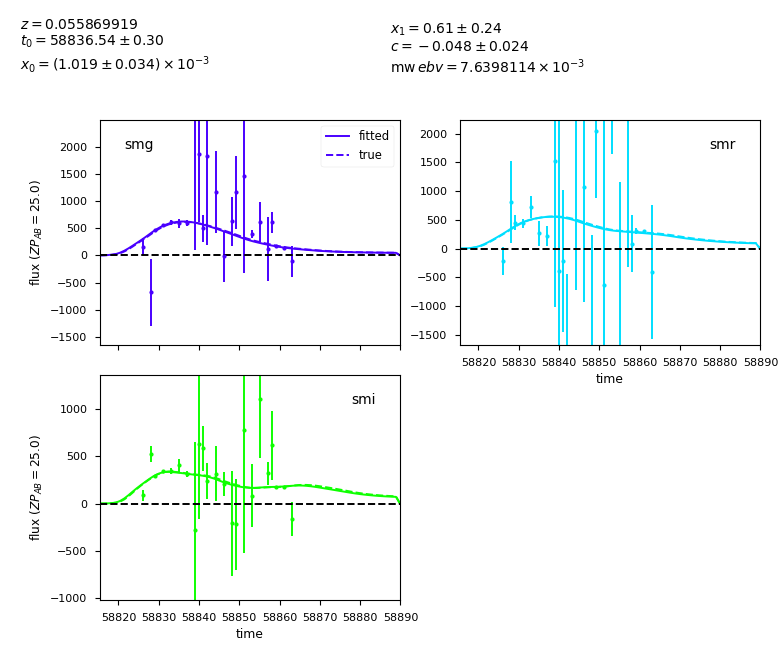 z = 0.055869919
t₀ = 58836.54 ± 0.30
x₀ = (1.019 ± 0.034) × 10⁻³
x₁ = 0.61 ± 0.24
c = −0.048 ± 0.024
mw ebv = 7.6398114 × 10⁻³
smg
fitted
true
flux (ZP_AB = 25.0)
2000
1500
1000
500
0
−500
−1000
−1500
smr
2000
1500
1000
500
0
−500
−1000
−1500
58820 58830 58840 58850 58860 58870 58880 58890
time
smi
flux (ZP_AB = 25.0)
1000
500
0
−500
−1000
58820 58830 58840 58850 58860 58870 58880 58890
time